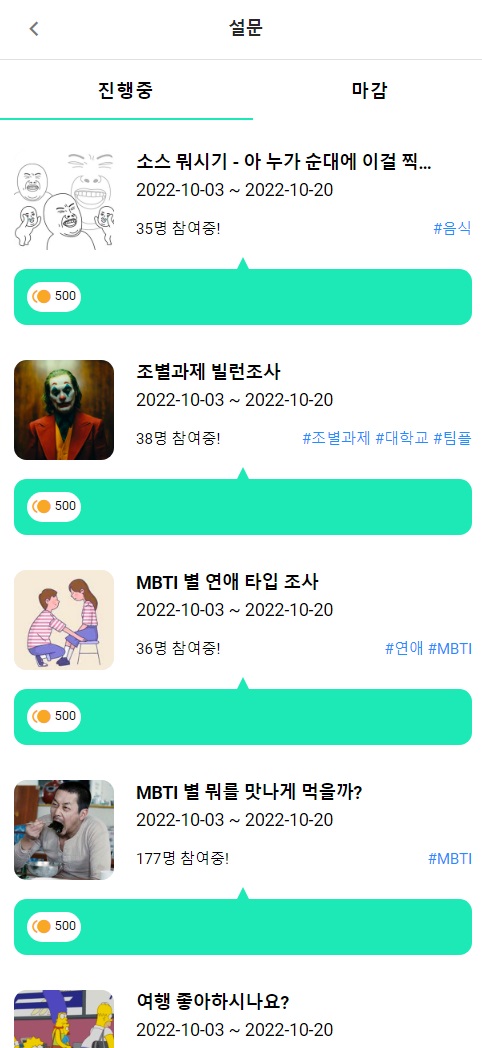 설문
진행중
마감
소스 뭐시기 - 아 누가 순대에 이걸 찍...
2022-10-03 ~ 2022-10-20
35명 참여중! #음식
500
조별과제 빌런조사
2022-10-03 ~ 2022-10-20
38명 참여중! #조별과제 #대학교 #팀플
500
MBTI 별 연애 타입 조사
2022-10-03 ~ 2022-10-20
36명 참여중! #연애 #MBTI
500
MBTI 별 뭐를 맛나게 먹을까?
2022-10-03 ~ 2022-10-20
177명 참여중! #MBTI
500
여행 좋아하시나요?
2022-10-03 ~ 2022-10-20